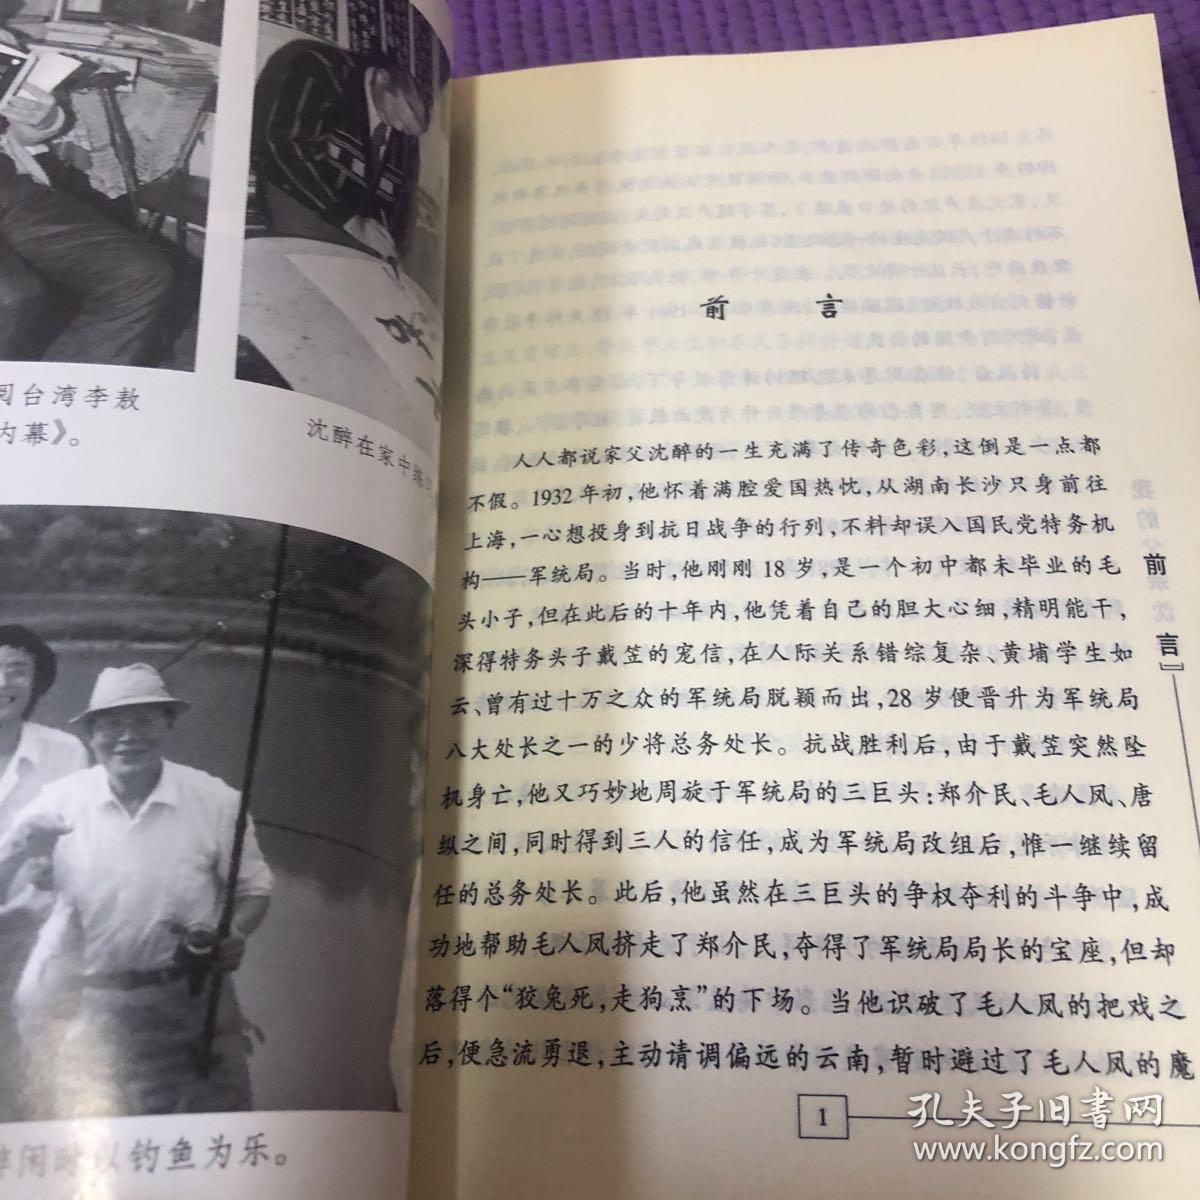 阅台湾李敖
内幕》。
沈醉在家中练
闲时以钓鱼为乐。
前言
人人都说家父沈醉的一生充满了传奇色彩，这倒是一点都
不假。1932年初，他怀着满腔爱国热忱，从湖南长沙只身前往
上海，一心想投身到抗日战争的行列，不料却误入国民党特务机
构——军统局。当时，他刚刚18岁，是一个初中都未毕业的毛
头小子，但在此后的十年内，他凭着自己的胆大心细，精明能干，
深得特务头子戴笠的宠信，在人际关系错综复杂、黄埔学生如
云、曾有过十万之众的军统局脱颖而出，28岁便晋升为军统局
八大处长之一的少将总务处长。抗战胜利后，由于戴笠突然坠
机身亡，他又巧妙地周旋于军统局的三巨头：郑介民、毛人凤、唐
纵之间，同时得到三人的信任，成为军统局改组后，惟一继续留
任的总务处长。此后，他虽然在三巨头的争权夺利的斗争中，成
功地帮助毛人凤挤走了郑介民，夺得了军统局局长的宝座，但却
落得个“狡兔死，走狗烹”的下场。当他识破了毛人凤的把戏之
后，便急流勇退，主动请调偏远的云南，暂时避过了毛人凤的魔
前言】
1
孔夫子旧书网
www.kongfz.com